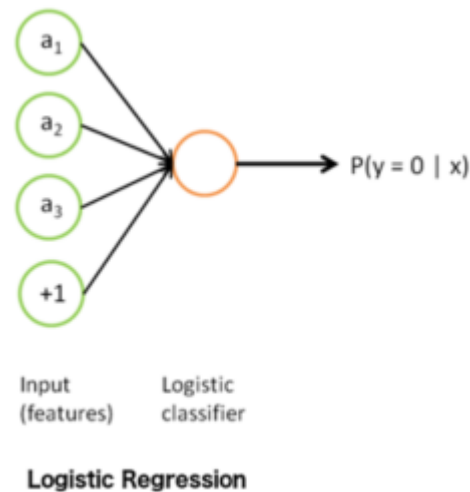 a₁
a₂
a₃
+1
P(y = 0 | x)
Input
(features)
Logistic
classifier
Logistic Regression